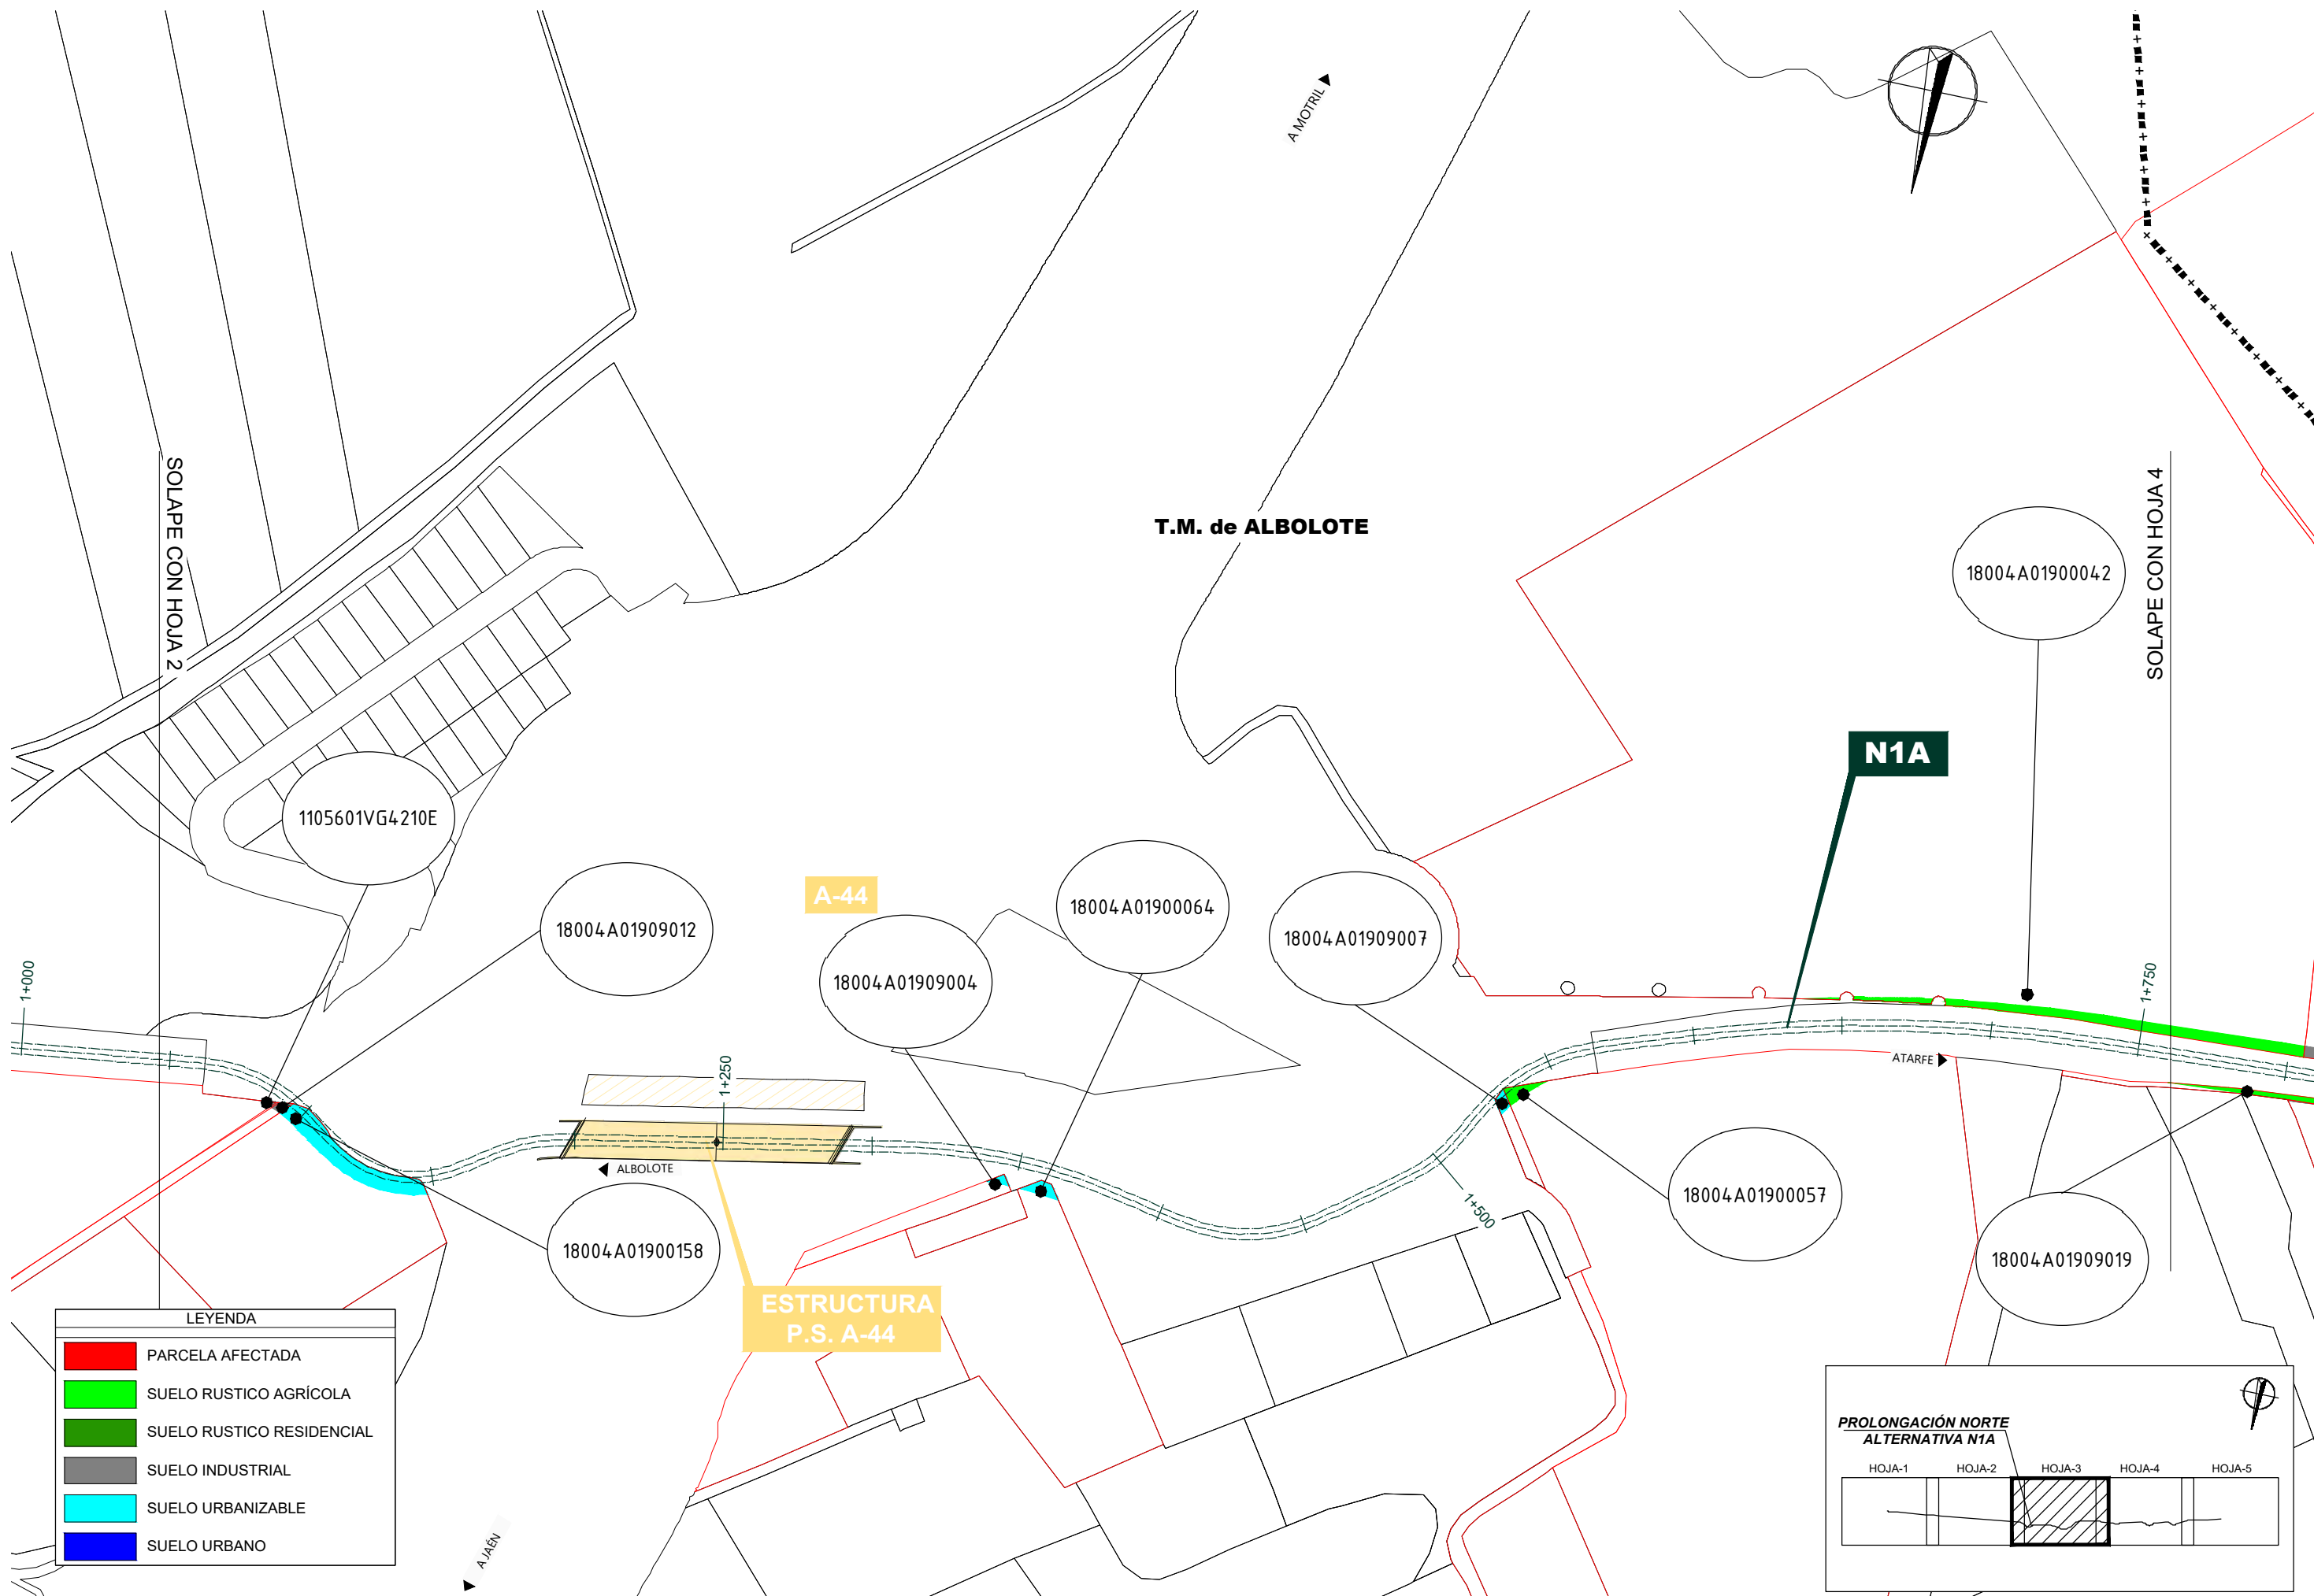 A MOTRIL
SOLAPE CON HOJA 2
T.M. de ALBOLOTE
SOLAPE CON HOJA 4
18004A01900042
N1A
1105601VG4210E
18004A01909012
A-44
18004A01909004
18004A01900064
18004A01909007
1+000
1+250
1+500
1+750
ATARFE
ALBOLOTE
18004A01900158
18004A01900057
18004A01909019
ESTRUCTURA
P.S. A-44
A JAÉN
LEYENDA
PARCELA AFECTADA
SUELO RUSTICO AGRÍCOLA
SUELO RUSTICO RESIDENCIAL
SUELO INDUSTRIAL
SUELO URBANIZABLE
SUELO URBANO
PROLONGACIÓN NORTE
ALTERNATIVA N1A
HOJA-1 HOJA-2 HOJA-3 HOJA-4 HOJA-5